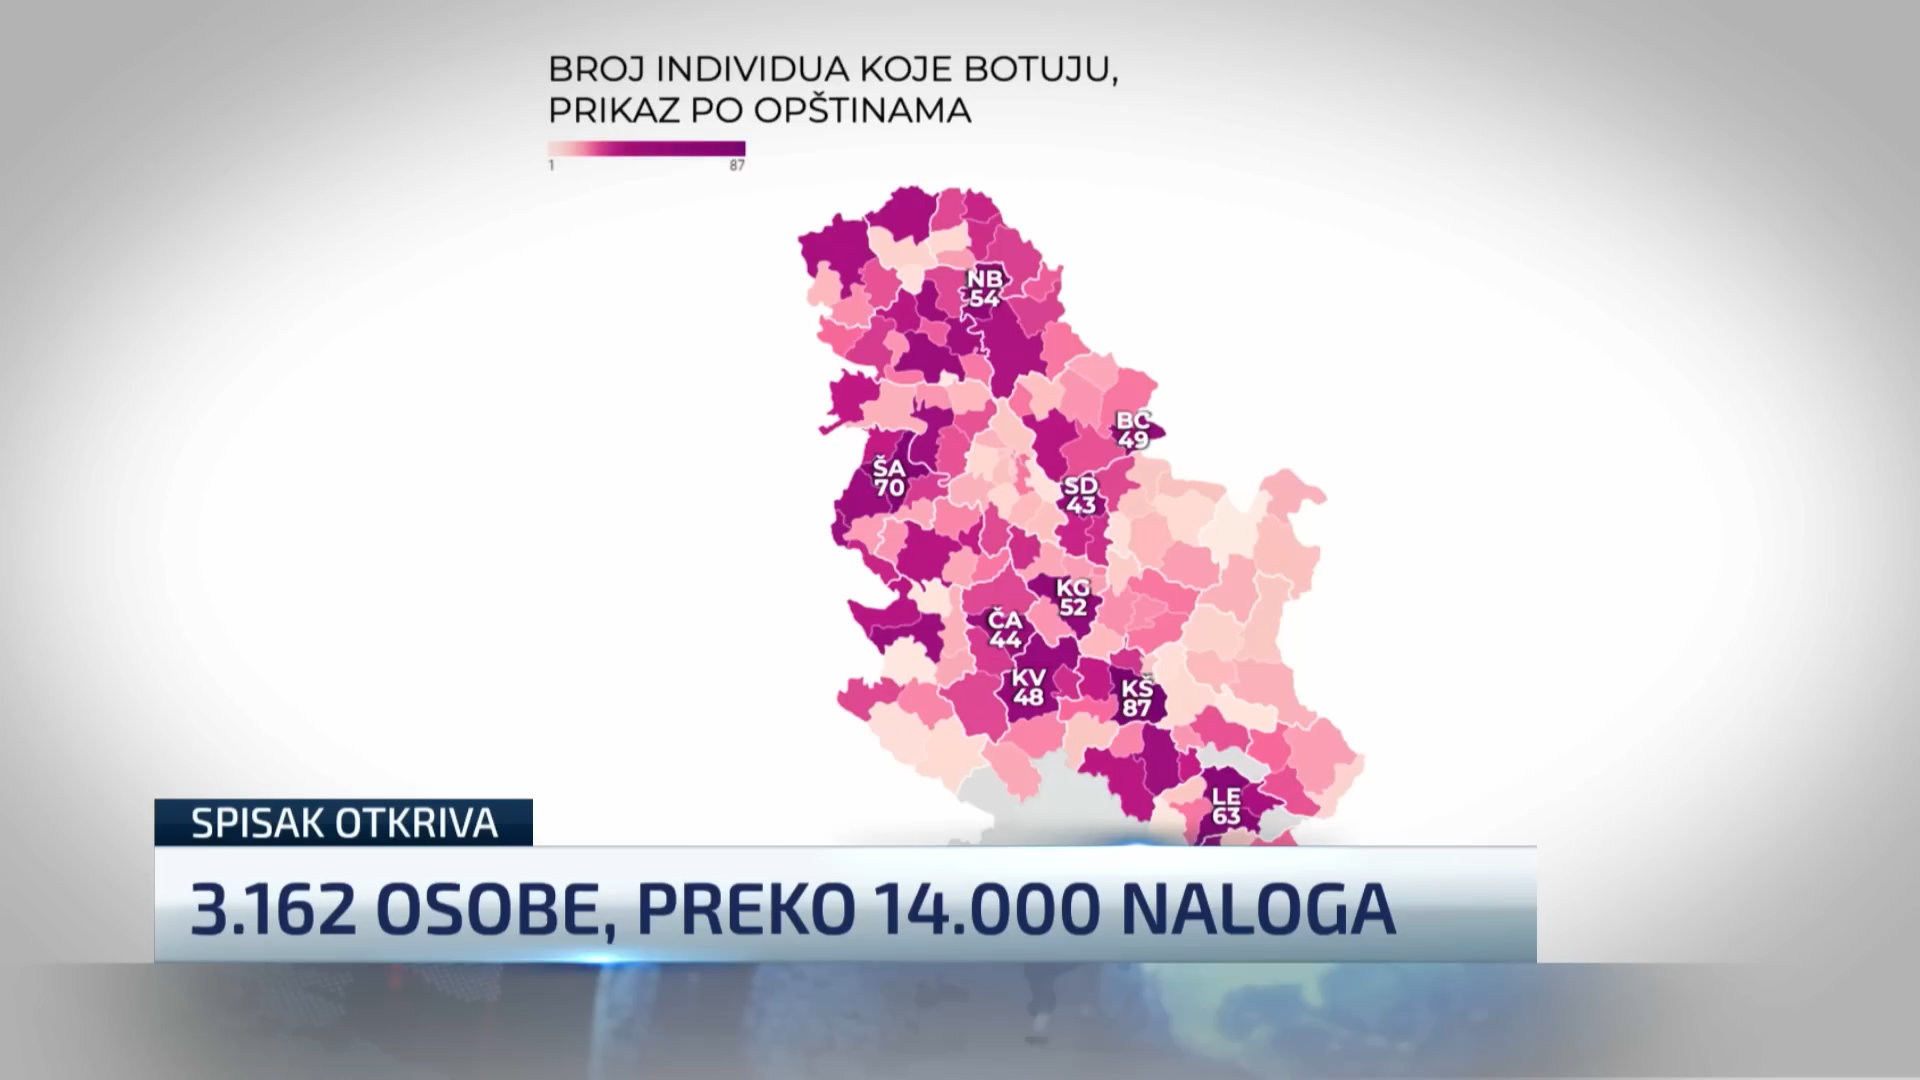 BROJ INDIVIDUA KOJE BOTUJU,
PRIKAZ PO OPŠTINAMA
1 87
NB
54
BC
49
ŠA
70
SD
43
KG
52
ČA
44
KV
48
KŠ
87
LE
63
SPISAK OTKRIVA
3.162 OSOBE, PREKO 14.000 NALOGA